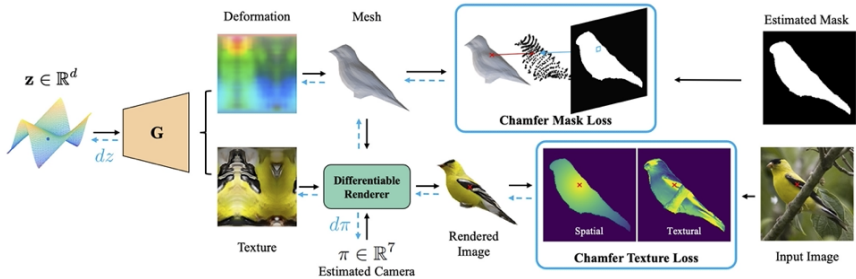 Deformation
Mesh
Estimated Mask
z ∈ ℝ^d
G
dz
Chamfer Mask Loss
Differentiable
Renderer
dπ
Texture
π ∈ ℝ^7
Estimated Camera
Rendered
Image
Spatial
Textural
Chamfer Texture Loss
Input Image